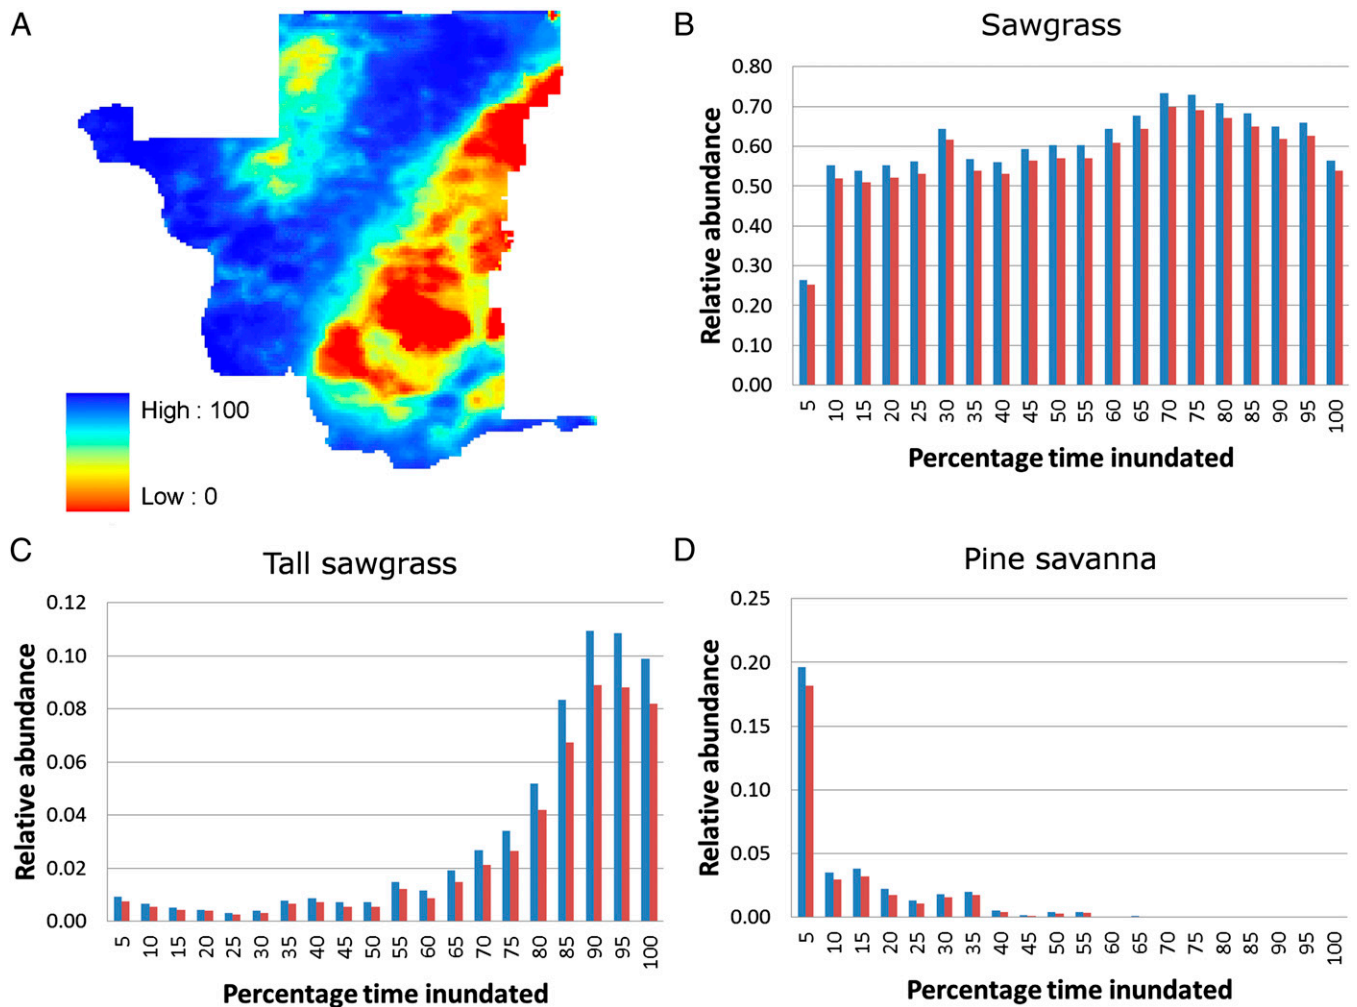 A
High : 100
Low : 0
B
Sawgrass
Relative abundance
0.80
0.70
0.60
0.50
0.40
0.30
0.20
0.10
0.00
5 10 15 20 25 30 35 40 45 50 55 60 65 70 75 80 85 90 95 100
Percentage time inundated
C
Tall sawgrass
Relative abundance
0.12
0.10
0.08
0.06
0.04
0.02
0.00
5 10 15 20 25 30 35 40 45 50 55 60 65 70 75 80 85 90 95 100
Percentage time inundated
D
Pine savanna
Relative abundance
0.25
0.20
0.15
0.10
0.05
0.00
5 10 15 20 25 30 35 40 45 50 55 60 65 70 75 80 85 90 95 100
Percentage time inundated